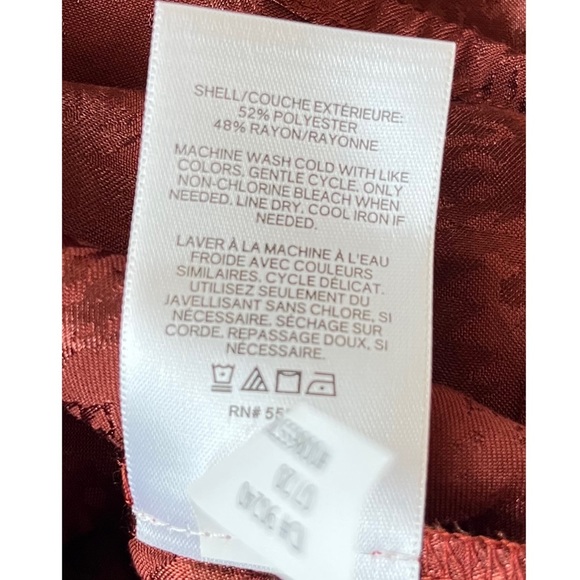 SHELL/COUCHE EXTÉRIEURE:
52% POLYESTER
48% RAYON/RAYONNE
MACHINE WASH COLD WITH LIKE
COLORS, GENTLE CYCLE, ONLY
NON-CHLORINE BLEACH WHEN
NEEDED, LINE DRY, COOL IRON IF
NEEDED.
LAVER À LA MACHINE À L'EAU
FROIDE AVEC COULEURS
SIMILAIRES, CYCLE DÉLICAT.
UTILISEZ SEULEMENT DU
JAVELLISANT SANS CHLORE, SI
NÉCESSAIRE. SÉCHAGE SUR
CORDE. REPASSAGE DOUX, SI
NÉCESSAIRE.
RN# 55